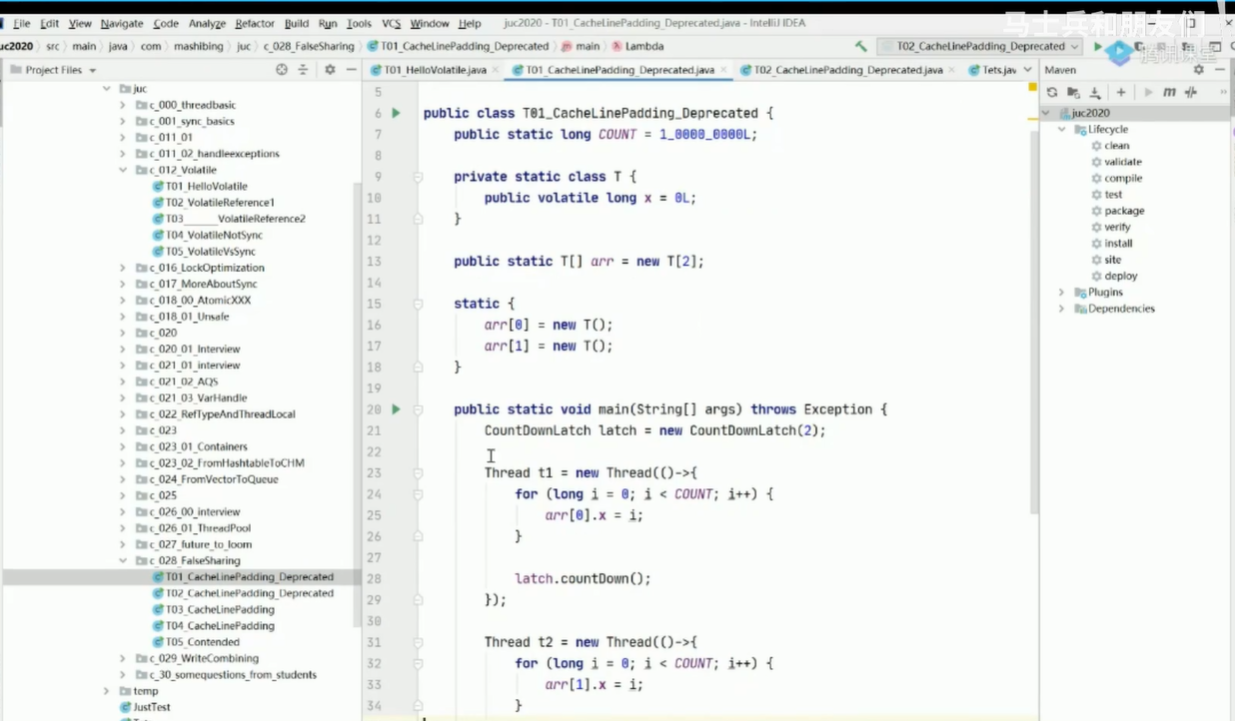 File Edit View Navigate Code Analyze Refactor Build Run Tools VCS Window Help juc2020 - T01_CacheLinePadding_Deprecated.java - IntelliJ IDEA
马士兵和朋友们
juc2020 src main java com mashibing juc c_028_FalseSharing T01_CacheLinePadding_Deprecated main Lambda T02_CacheLinePadding_Deprecated
腾讯课堂
Project Files T01_HelloVolatile.java T01_CacheLinePadding_Deprecated.java T02_CacheLinePadding_Deprecated.java Tets.jav Maven
juc
c_000_threadbasic
c_001_sync_basics
c_011_01
c_011_02_handleexceptions
c_012_Volatile
T01_HelloVolatile
T02_VolatileReference1
T03______VolatileReference2
T04_VolatileNotSync
T05_VolatileVsSync
c_016_LockOptimization
c_017_MoreAboutSync
c_018_00_AtomicXXX
c_018_01_Unsafe
c_020
c_020_01_Interview
c_021_01_interview
c_021_02_AQS
c_021_03_VarHandle
c_022_RefTypeAndThreadLocal
c_023
c_023_01_Containers
c_023_02_FromHashtableToCHM
c_024_FromVectorToQueue
c_025
c_026_00_interview
c_026_01_ThreadPool
c_027_future_to_loom
c_028_FalseSharing
T01_CacheLinePadding_Deprecated
T02_CacheLinePadding_Deprecated
T03_CacheLinePadding
T04_CacheLinePadding
T05_Contended
c_029_WriteCombining
c_30_somequestions_from_students
temp
JustTest
5
6 public class T01_CacheLinePadding_Deprecated {
7 public static long COUNT = 1_0000_0000L;
8
9 private static class T {
10 public volatile long x = 0L;
11 }
12
13 public static T[] arr = new T[2];
14
15 static {
16 arr[0] = new T();
17 arr[1] = new T();
18 }
19
20 public static void main(String[] args) throws Exception {
21 CountDownLatch latch = new CountDownLatch(2);
22
23 Thread t1 = new Thread(()->{
24 for (long i = 0; i < COUNT; i++) {
25 arr[0].x = i;
26 }
27
28 latch.countDown();
29 });
30
31 Thread t2 = new Thread(()->{
32 for (long i = 0; i < COUNT; i++) {
33 arr[1].x = i;
34 }
juc2020
Lifecycle
clean
validate
compile
test
package
verify
install
site
deploy
Plugins
Dependencies